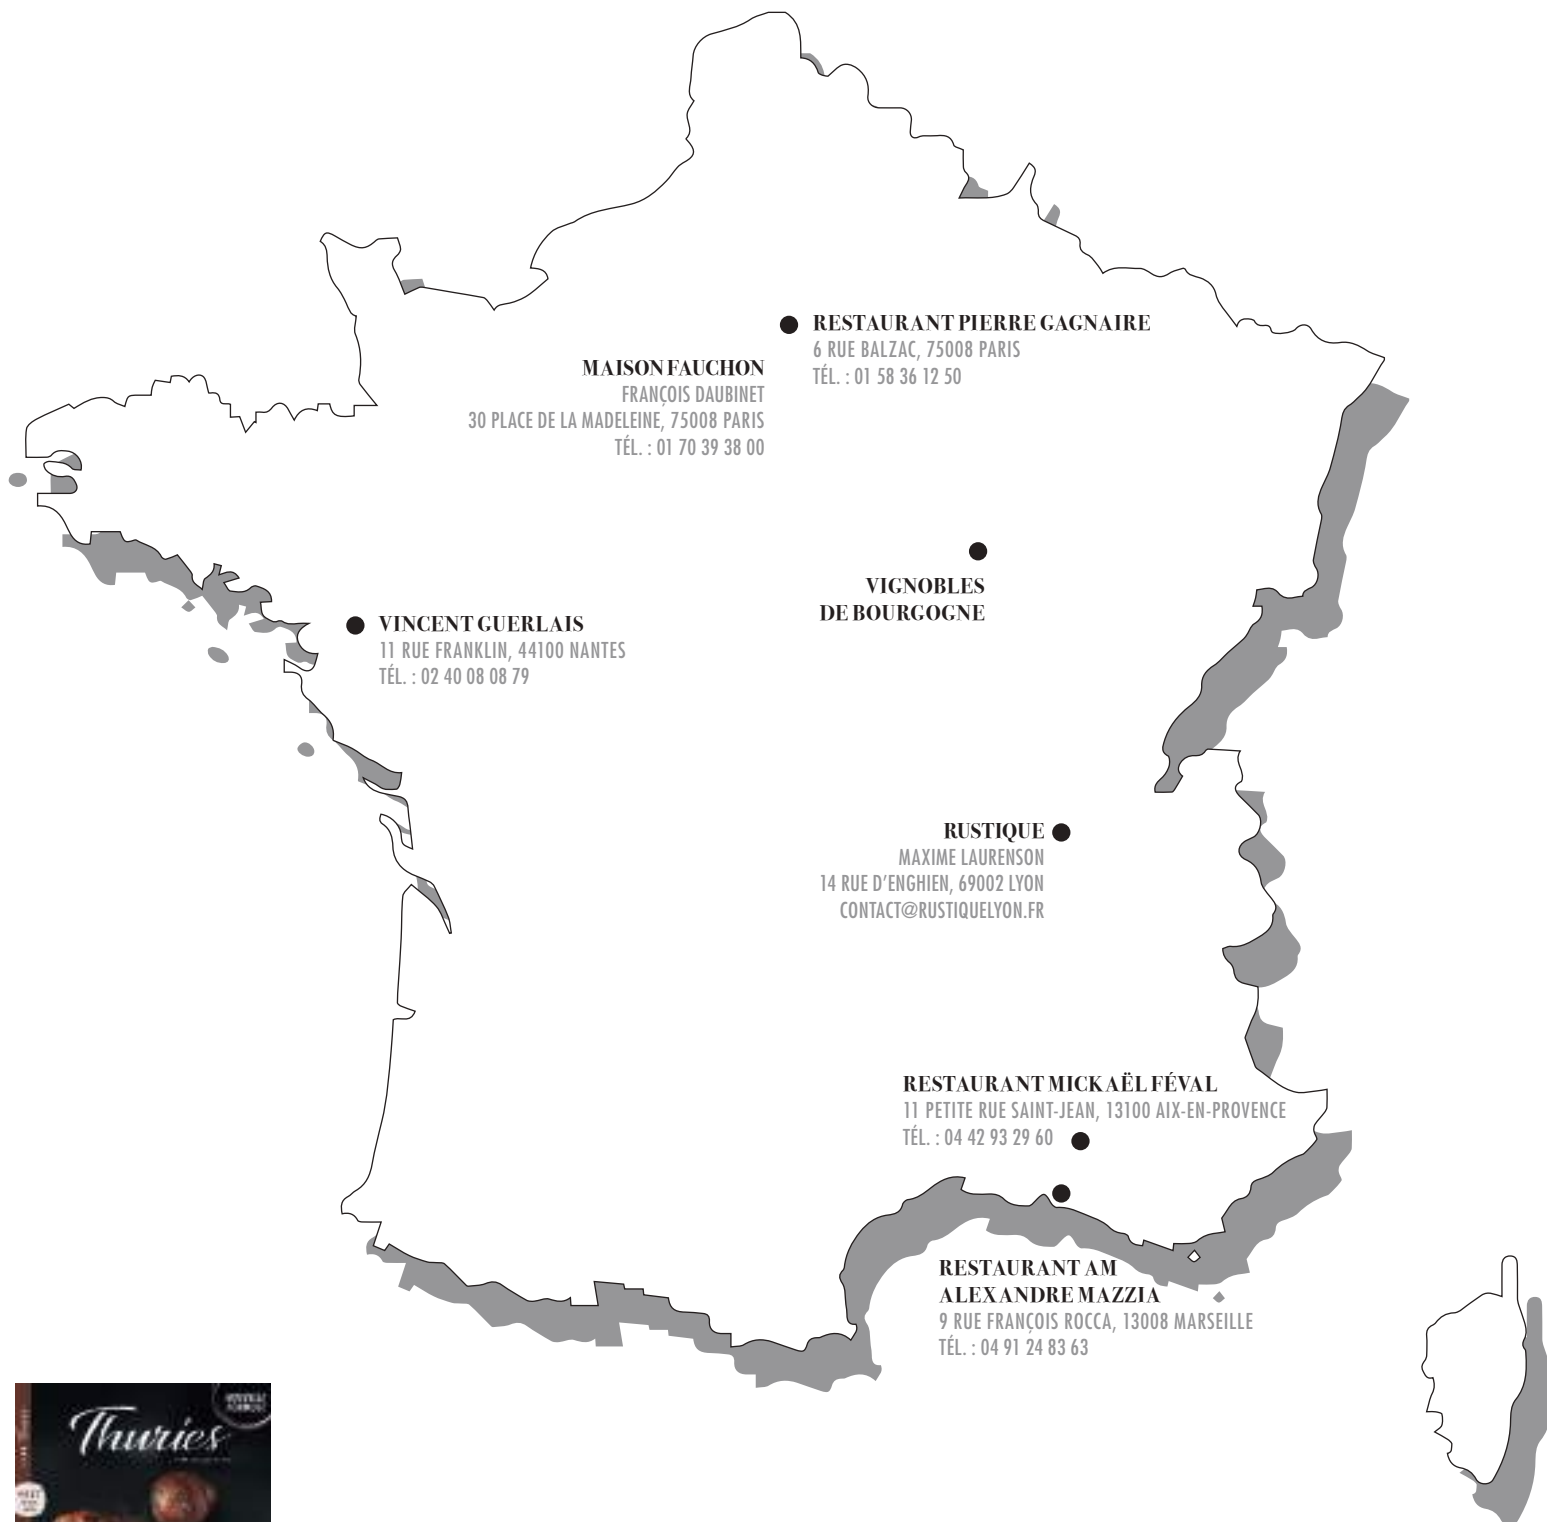 RESTAURANT PIERRE GAGNAIRE
6 RUE BALZAC, 75008 PARIS
TÉL. : 01 58 36 12 50
MAISON FAUCHON
FRANÇOIS DAUBINET
30 PLACE DE LA MADELEINE, 75008 PARIS
TÉL. : 01 70 39 38 00
VIGNOBLES
DE BOURGOGNE
VINCENT GUERLAIS
11 RUE FRANKLIN, 44100 NANTES
TÉL. : 02 40 08 08 79
RUSTIQUE
MAXIME LAURENSON
14 RUE D’ENGHIEN, 69002 LYON
CONTACT@RUSTIQUELYON.FR
RESTAURANT MICKAËL FÉVAL
11 PETITE RUE SAINT-JEAN, 13100 AIX-EN-PROVENCE
TÉL. : 04 42 93 29 60
RESTAURANT AM
ALEXANDRE MAZZIA
9 RUE FRANÇOIS ROCCA, 13008 MARSEILLE
TÉL. : 04 91 24 83 63
Thuries